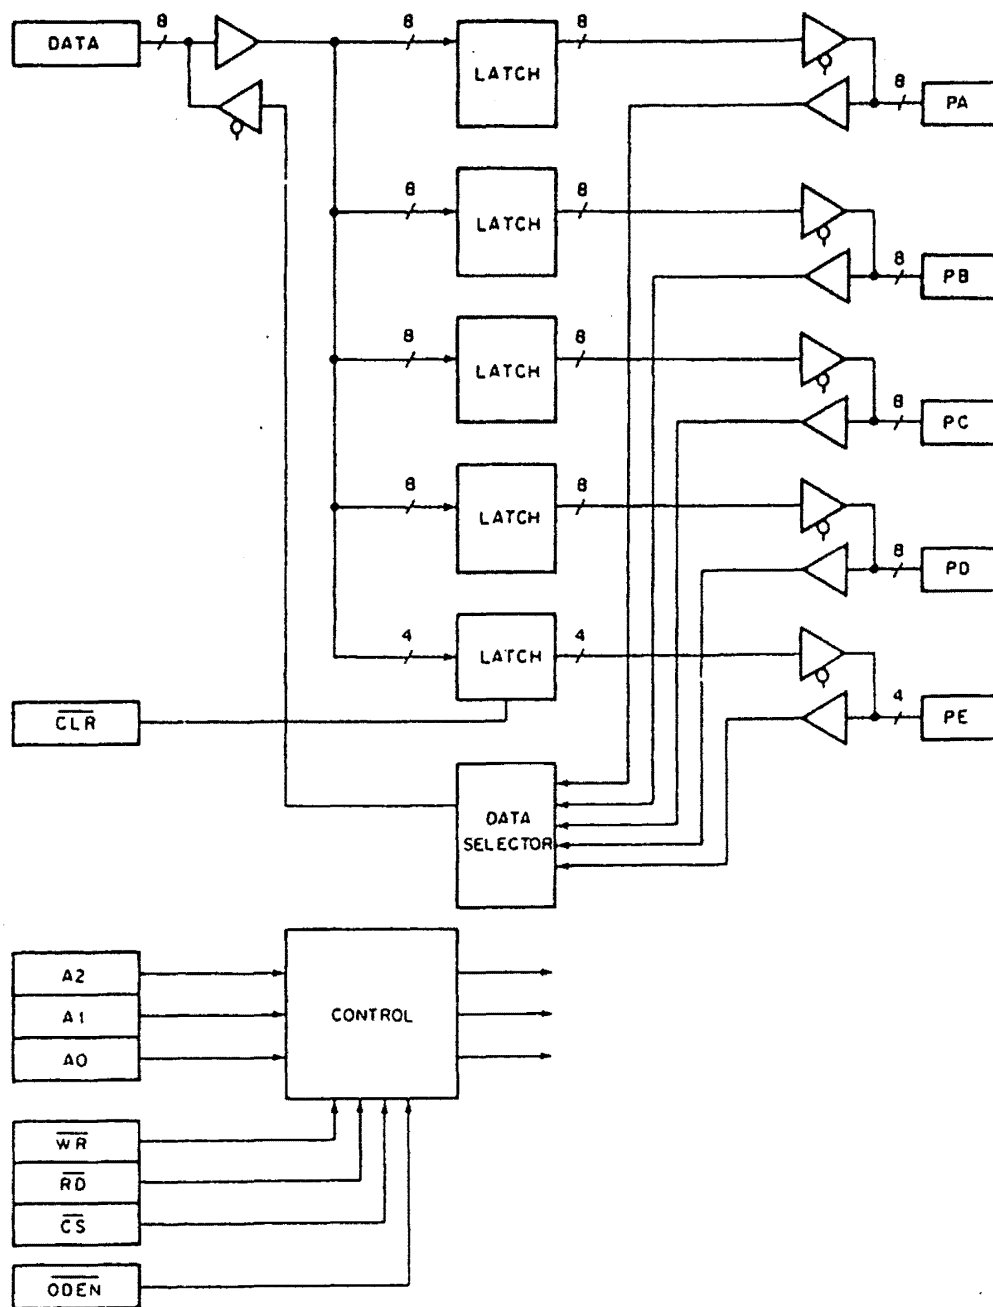 8
DATA
8
LATCH
8
8
PA
8
LATCH
8
8
PB
8
LATCH
8
8
PC
8
LATCH
8
8
PD
4
LATCH
4
4
PE
CLR
DATA
SELECTOR
A2
A1
A0
CONTROL
WR
RD
CS
ODEN